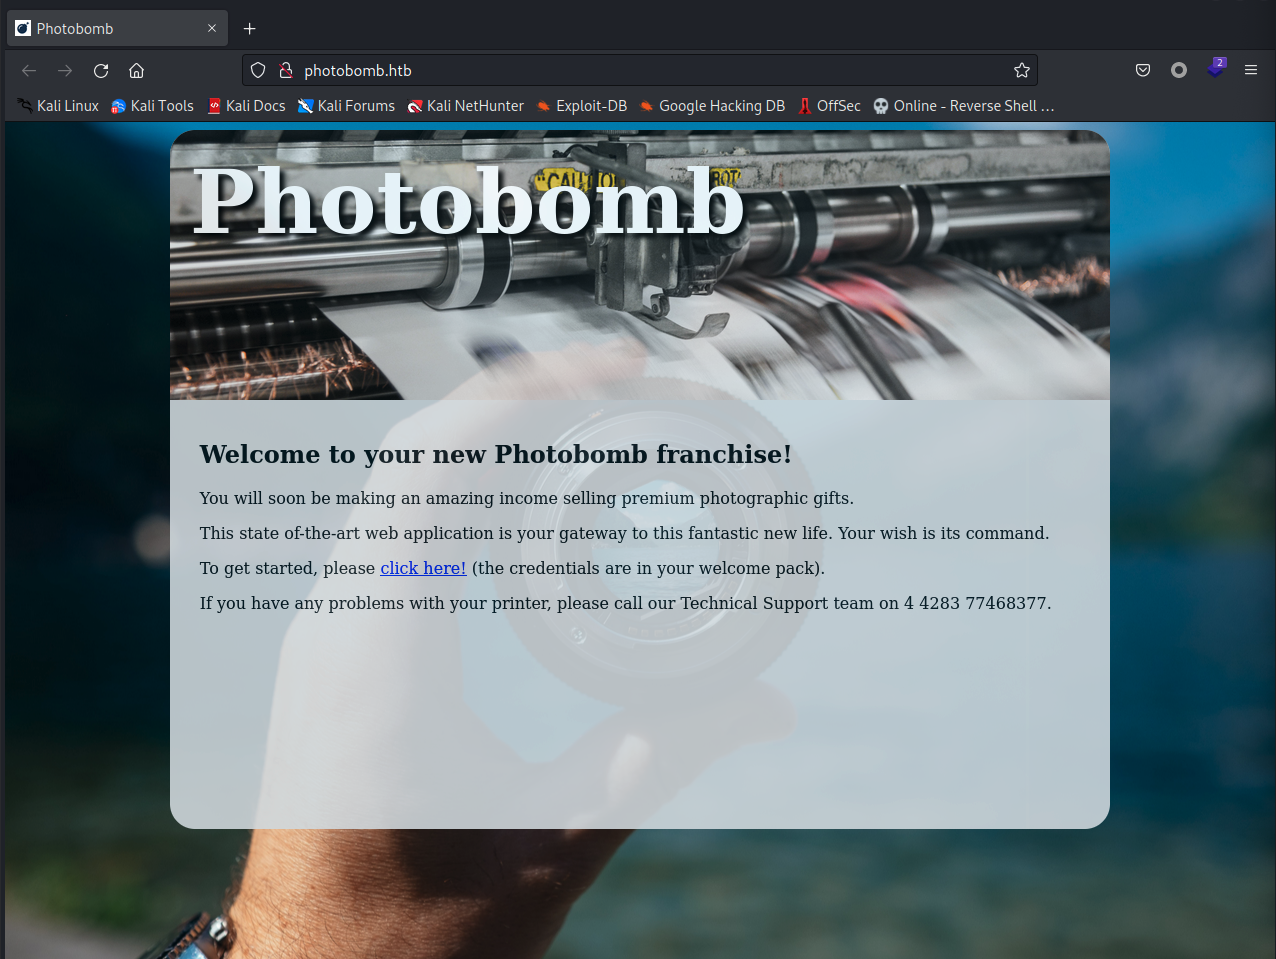 Photobomb
photobomb.htb
2
Kali Linux Kali Tools Kali Docs Kali Forums Kali NetHunter Exploit-DB Google Hacking DB OffSec Online - Reverse Shell …
Photobomb
"CAUTIO ROT
Welcome to your new Photobomb franchise!
You will soon be making an amazing income selling premium photographic gifts.
This state of-the-art web application is your gateway to this fantastic new life. Your wish is its command.
To get started, please click here! (the credentials are in your welcome pack).
If you have any problems with your printer, please call our Technical Support team on 4 4283 77468377.